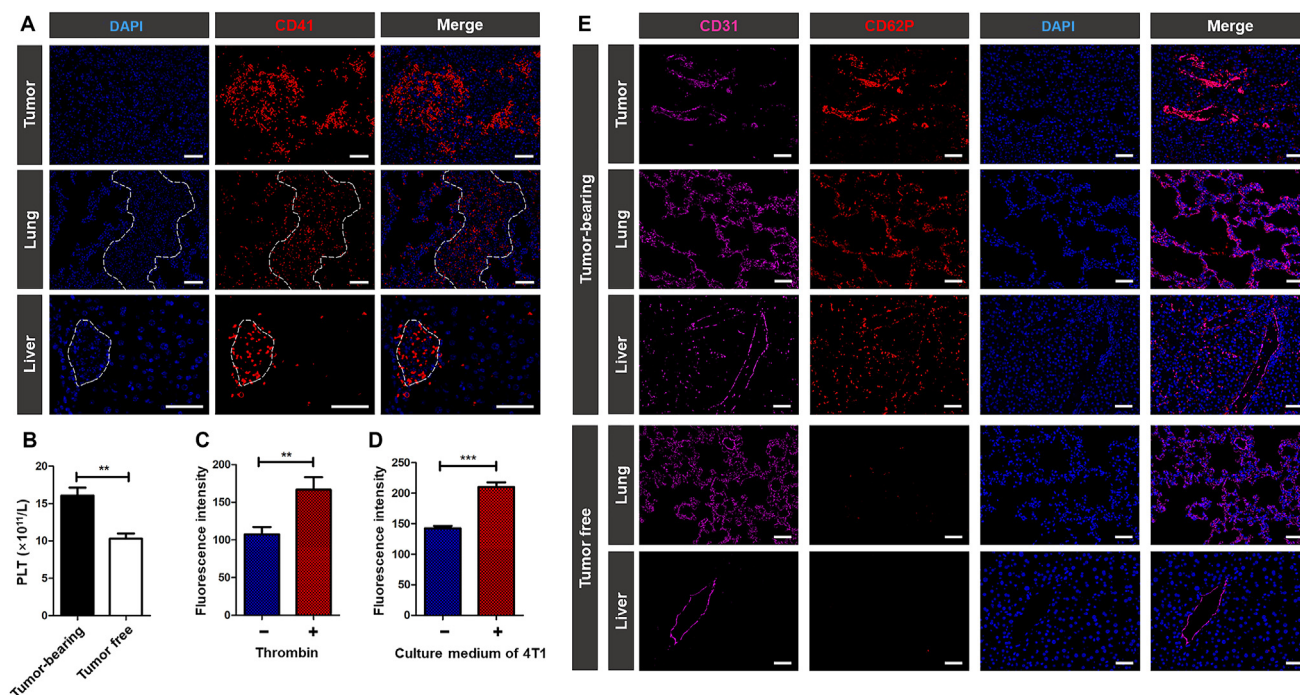 A
DAPI
CD41
Merge
Tumor
Lung
Liver
B
PLT (×10¹¹/L)
20
15
10
5
0
**
Tumor-bearing
Tumor free
C
Fluorescence intensity
200
150
100
50
0
**
− +
Thrombin
D
Fluorescence intensity
250
200
150
100
50
0
***
− +
Culture medium of 4T1
E
CD31
CD62P
DAPI
Merge
Tumor-bearing
Tumor
Lung
Liver
Tumor free
Lung
Liver